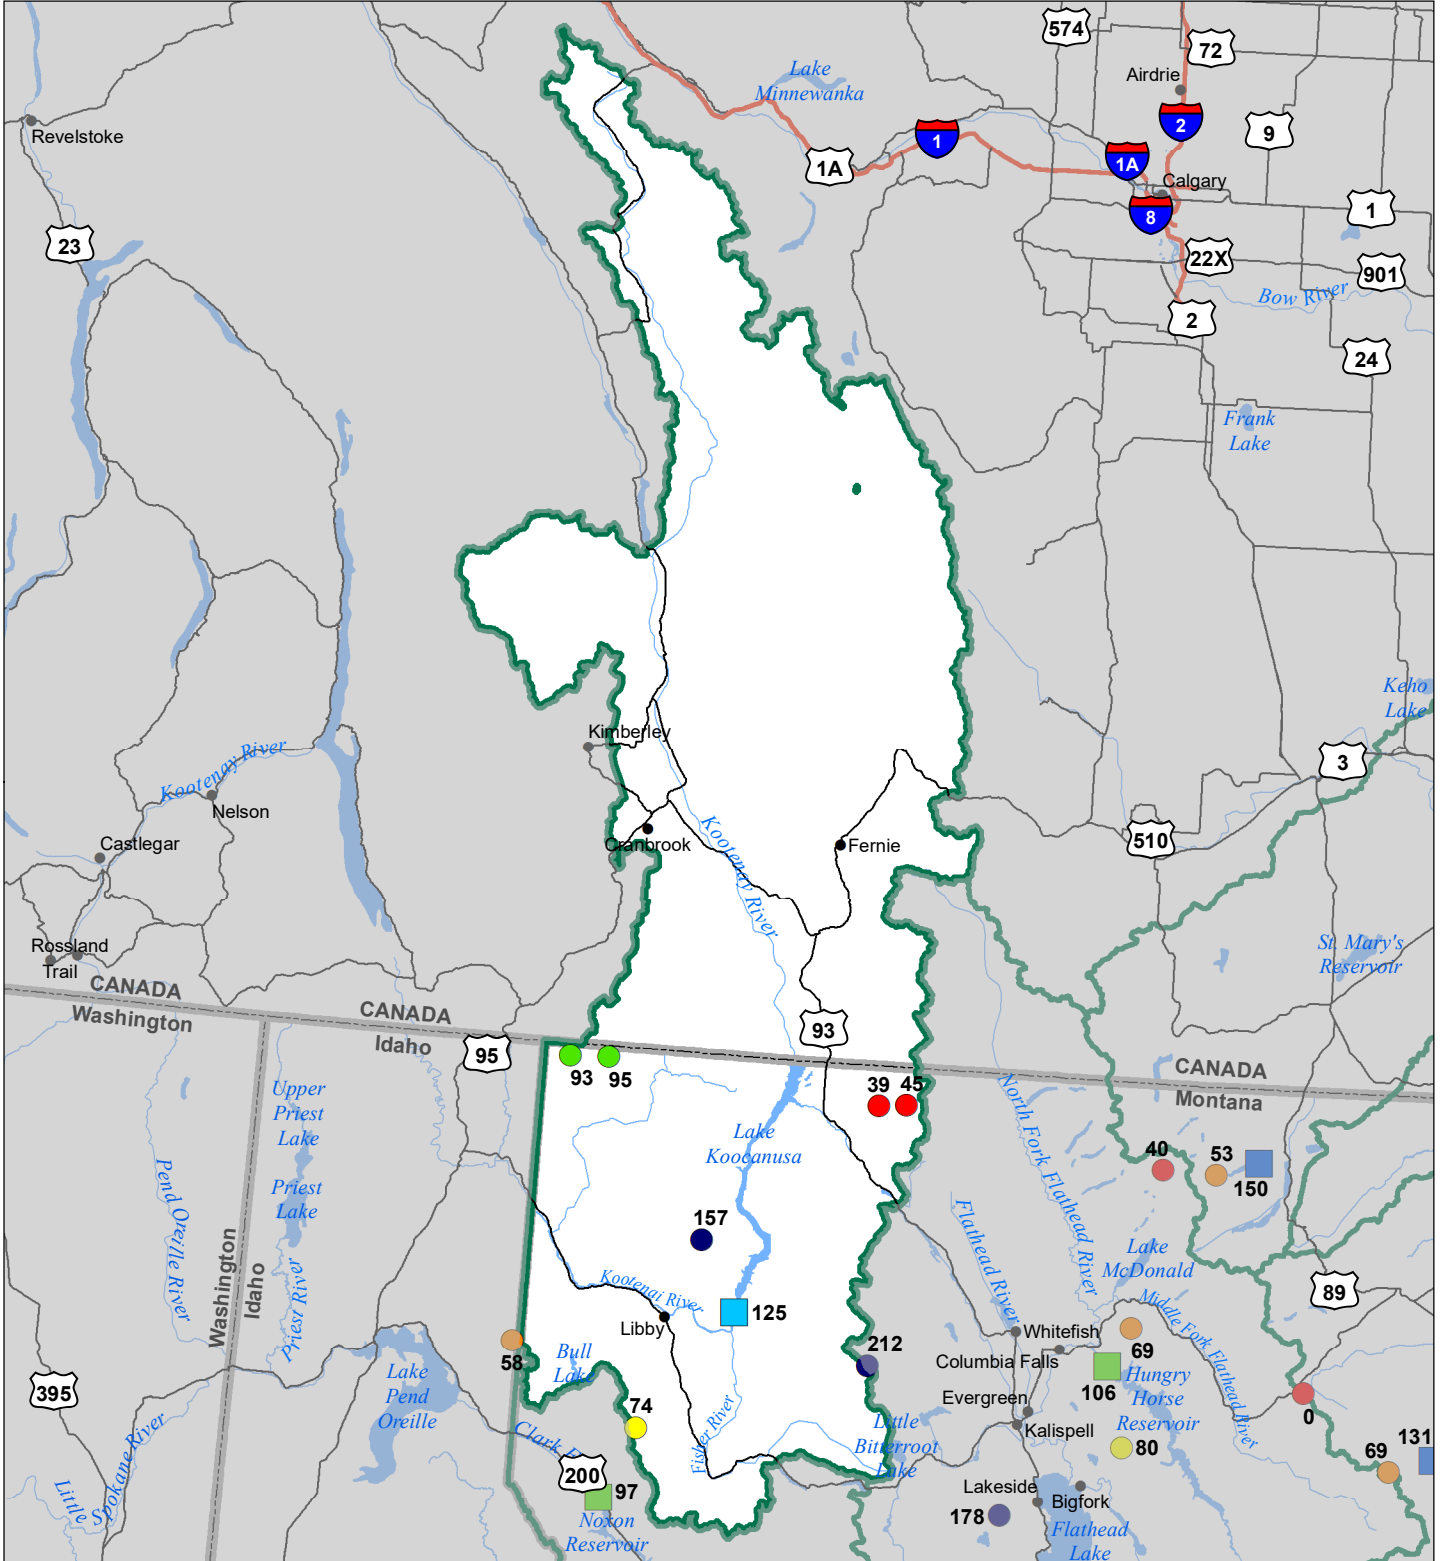 574
72
Lake
Minnewanka
Airdrie
Revelstoke
2
9
1
1A
1A
Calgary
8
1
23
22X
901
Bow River
2
24
Frank
Lake
Keho
Lake
Kimberley
Kootenay River
3
Nelson
Castlegar
Cranbrook
Kootenay River
Fernie
510
Rossland
Trail
St. Mary's
Reservoir
CANADA
Washington
CANADA
Idaho
95
93
CANADA
Montana
93
95
39
45
Upper
Priest
Lake
Lake
Koocanusa
North Fork Flathead River
40
53
150
Pend Oreille River
Priest
Lake
157
Flathead River
Lake
McDonald
Washington
Idaho
Priest River
Kootenai River
125
Libby
89
Middle Fork Flathead River
Whitefish
69
Columbia Falls
58
Bull
Lake
212
106
Hungry
Horse
Reservoir
395
Lake
Pend
Oreille
Evergreen
0
74
Kalispell
Little
Bitterroot
Lake
80
Clark F
Fisher River
69
131
200
97
Little
Spokane River
Lakeside
Bigfork
178
Noxon
Reservoir
Flathead
Lake